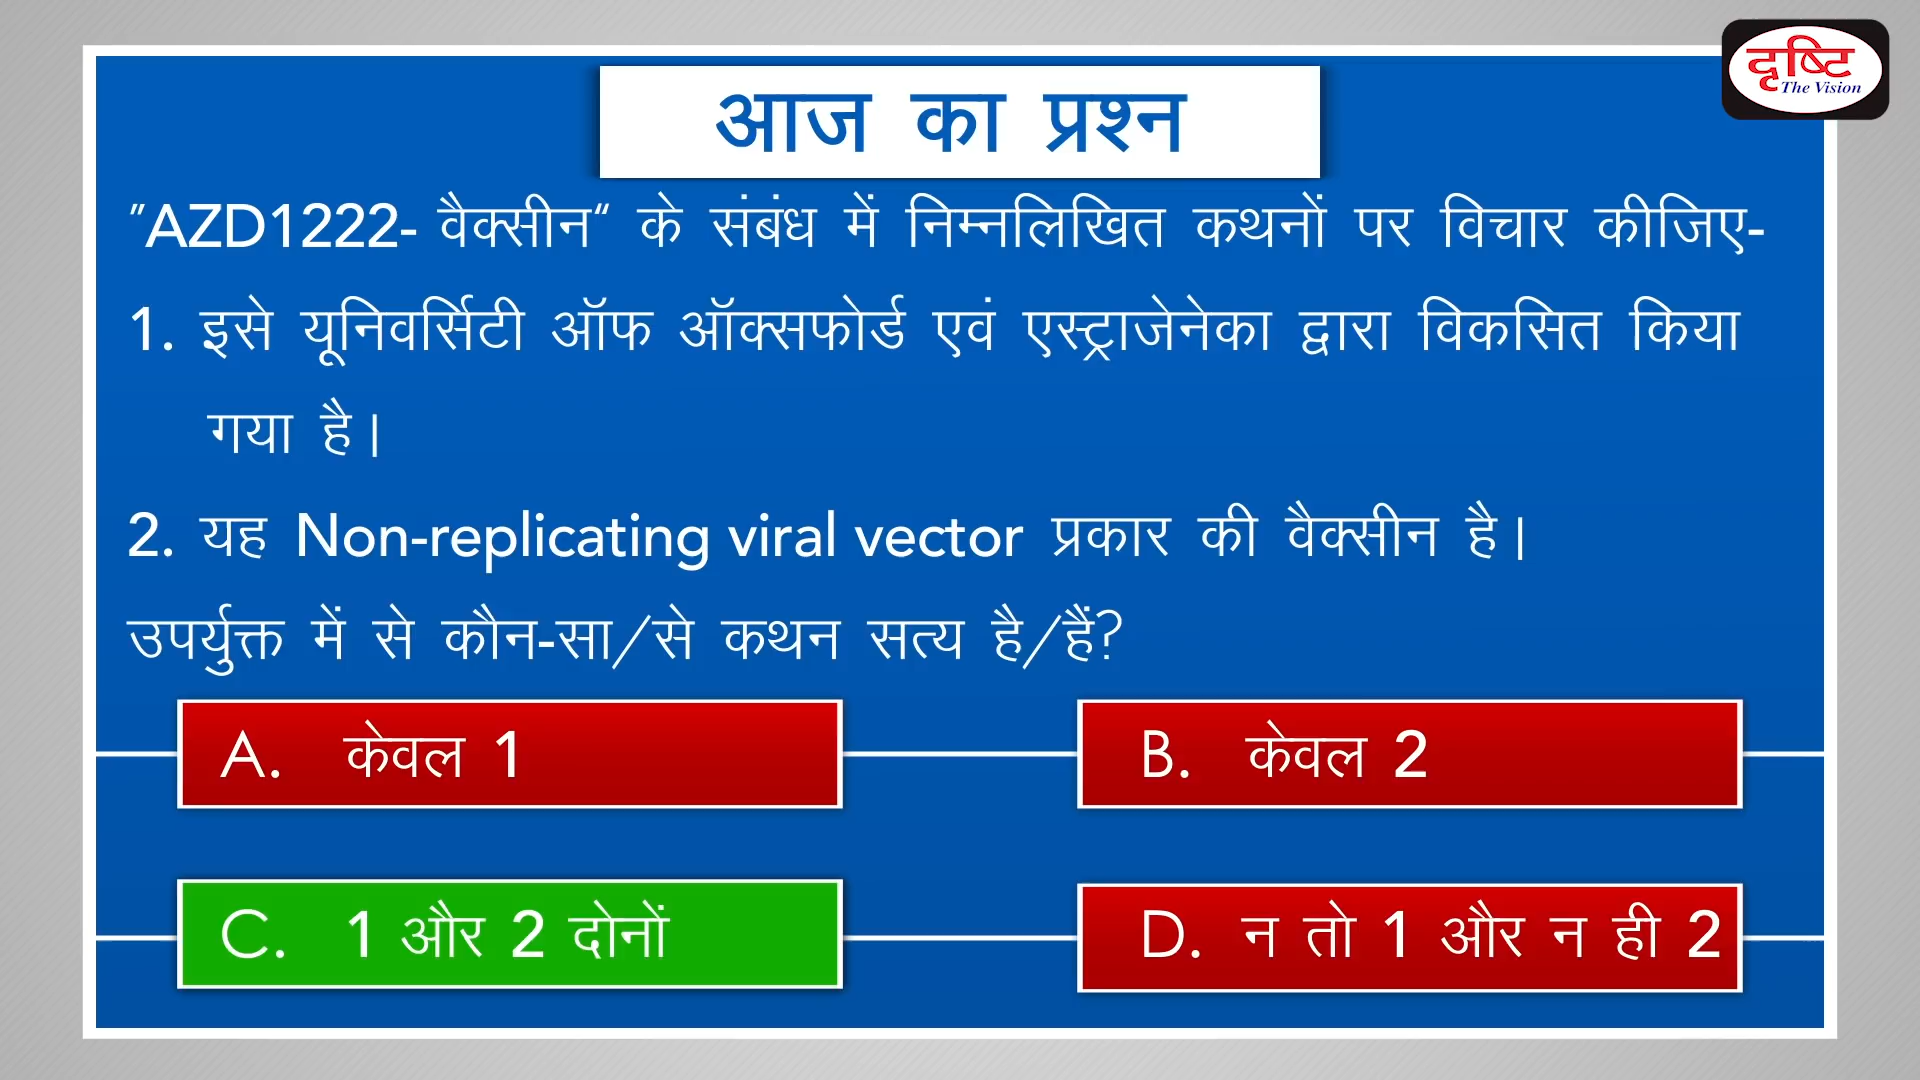 दृष्टि
The Vision
आज का प्रश्न
"AZD1222- वैक्सीन" के संबंध में निम्नलिखित कथनों पर विचार कीजिए-
1. इसे यूनिवर्सिटी ऑफ ऑक्सफोर्ड एवं एस्ट्राजेनेका द्वारा विकसित किया
गया है।
2. यह Non-replicating viral vector प्रकार की वैक्सीन है।
उपर्युक्त में से कौन-सा/से कथन सत्य है/हैं?
A. केवल 1
B. केवल 2
C. 1 और 2 दोनों
D. न तो 1 और न ही 2